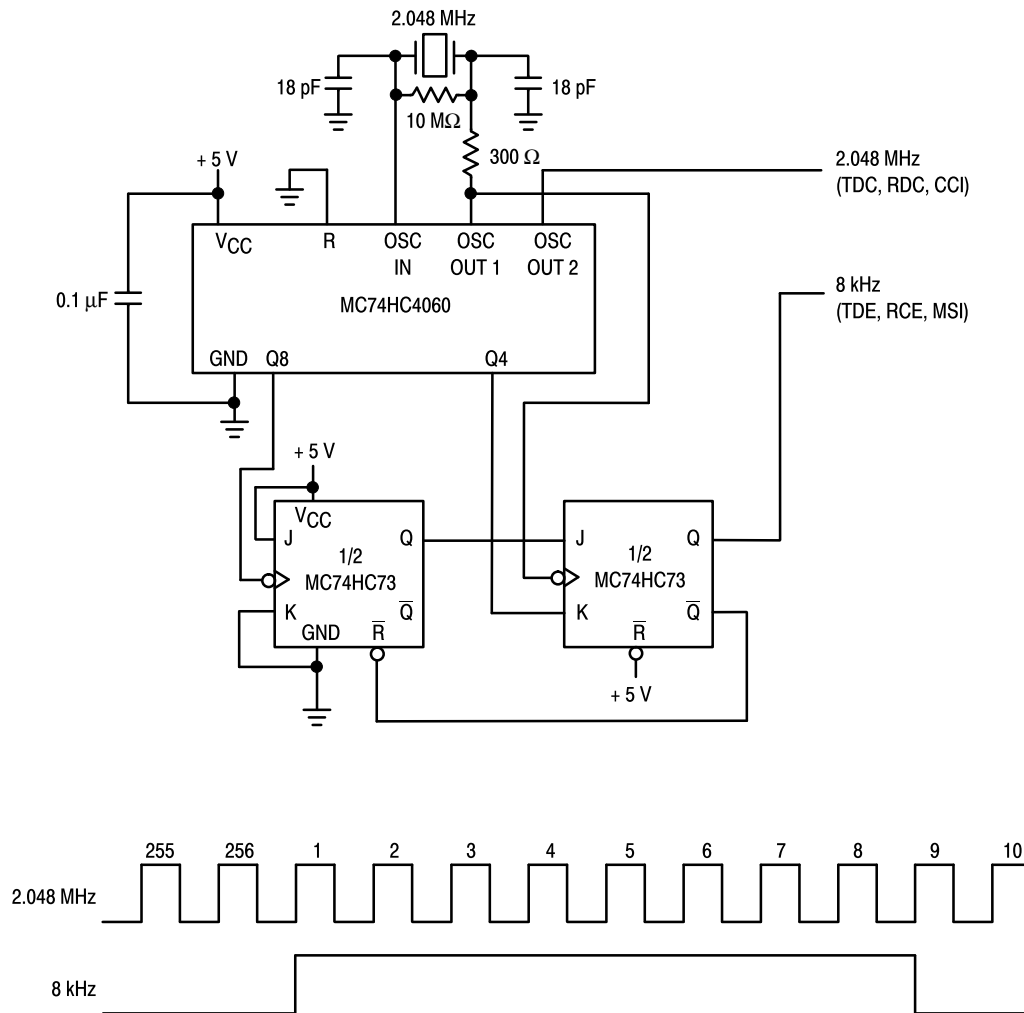 2.048 MHz
18 pF
18 pF
10 MΩ
300 Ω
+ 5 V
2.048 MHz
(TDC, RDC, CCI)
VCC
R
OSC
IN
OSC
OUT 1
OSC
OUT 2
0.1 µF
MC74HC4060
8 kHz
(TDE, RCE, MSI)
GND
Q8
Q4
+ 5 V
VCC
J
Q
1/2
MC74HC73
K
Q̅
GND
R̅
J
Q
1/2
MC74HC73
K
Q̅
R̅
+ 5 V
255 256 1 2 3 4 5 6 7 8 9 10
2.048 MHz
8 kHz